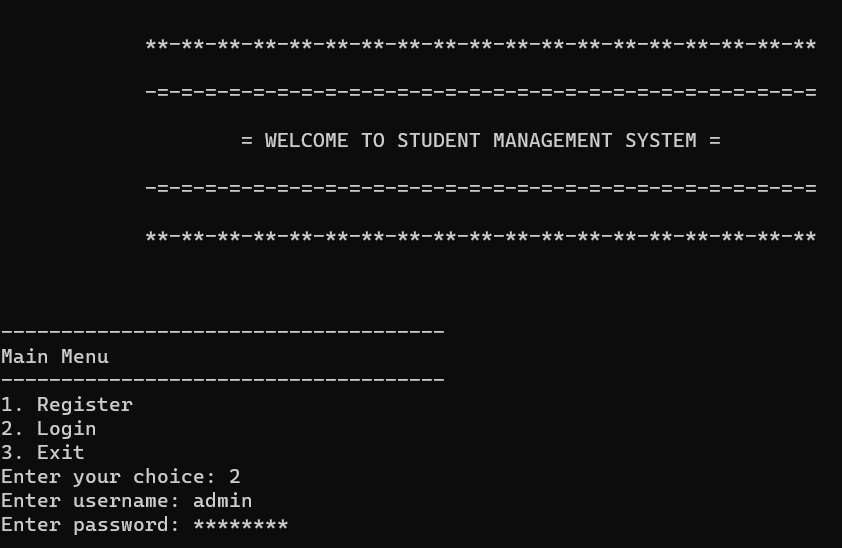 **-**-**-**-**-**-**-**-**-**-**-**-**-**-**-**-**-**-**
-=-=-=-=-=-=-=-=-=-=-=-=-=-=-=-=-=-=-=-=-=-=-=-=-=-=-=-=
= WELCOME TO STUDENT MANAGEMENT SYSTEM =
-=-=-=-=-=-=-=-=-=-=-=-=-=-=-=-=-=-=-=-=-=-=-=-=-=-=-=-=
**-**-**-**-**-**-**-**-**-**-**-**-**-**-**-**-**-**-**
-------------------------------------
Main Menu
-------------------------------------
1. Register
2. Login
3. Exit
Enter your choice: 2
Enter username: admin
Enter password: ********